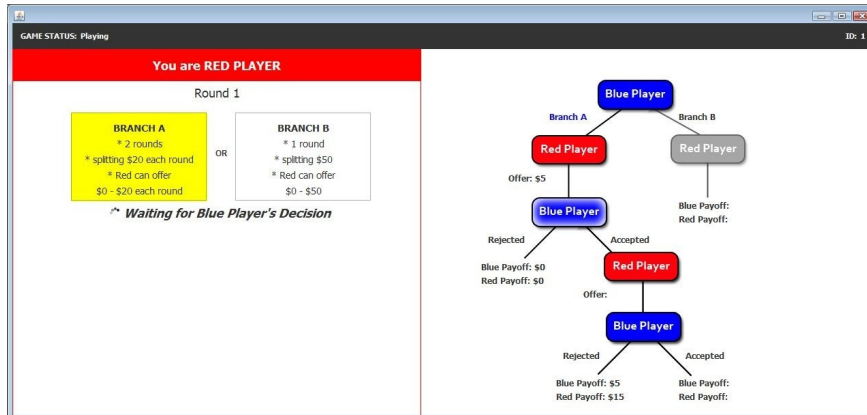 GAME STATUS: Playing
ID: 1
You are RED PLAYER
Round 1
BRANCH A
* 2 rounds
* splitting $20 each round
* Red can offer
$0 - $20 each round
OR
BRANCH B
* 1 round
* splitting $50
* Red can offer
$0 - $50
Waiting for Blue Player's Decision
Blue Player
Branch A
Branch B
Red Player
Red Player
Offer: $5
Blue Payoff:
Red Payoff:
Blue Player
Rejected
Accepted
Blue Payoff: $0
Red Payoff: $0
Red Player
Offer:
Blue Player
Rejected
Accepted
Blue Payoff: $5
Red Payoff: $15
Blue Payoff:
Red Payoff: